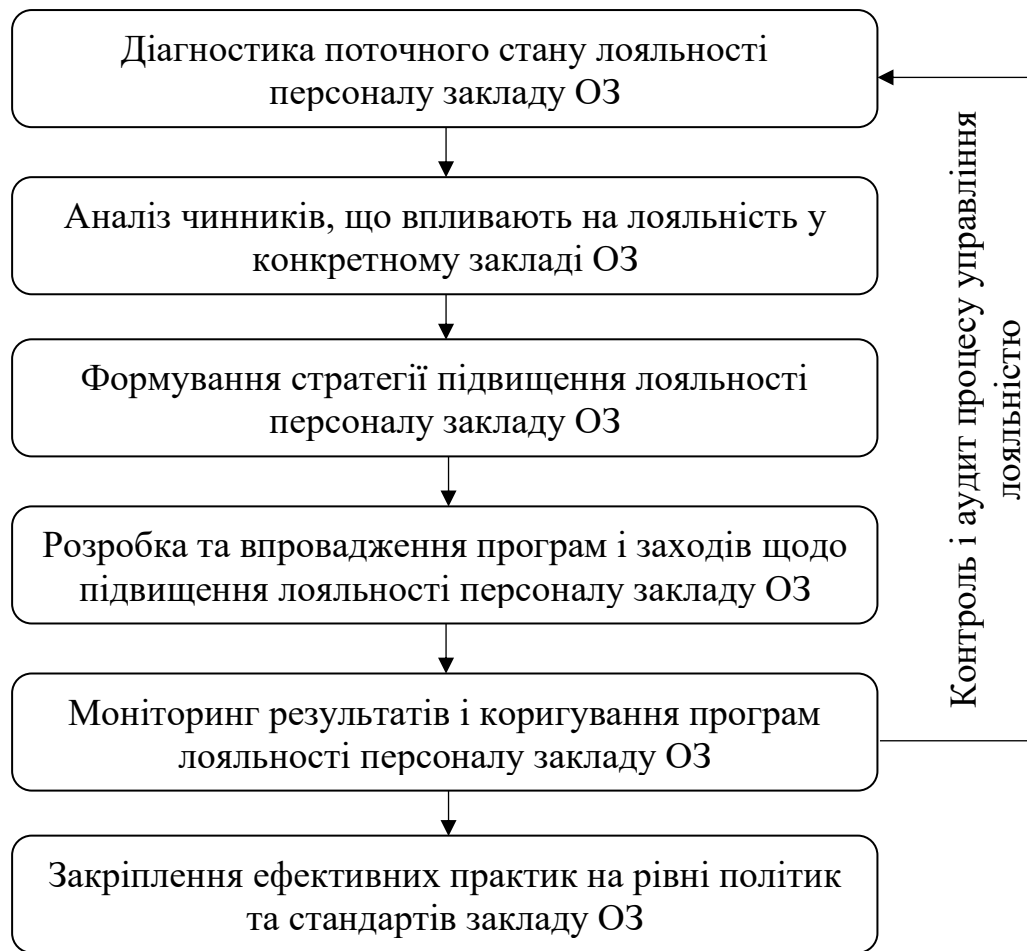 Діагностика поточного стану лояльності
персоналу закладу ОЗ
Аналіз чинників, що впливають на лояльність у
конкретному закладі ОЗ
Формування стратегії підвищення лояльності
персоналу закладу ОЗ
Розробка та впровадження програм і заходів щодо
підвищення лояльності персоналу закладу ОЗ
Моніторинг результатів і коригування програм
лояльності персоналу закладу ОЗ
Закріплення ефективних практик на рівні політик
та стандартів закладу ОЗ
Контроль і аудит процесу управління
лояльністю